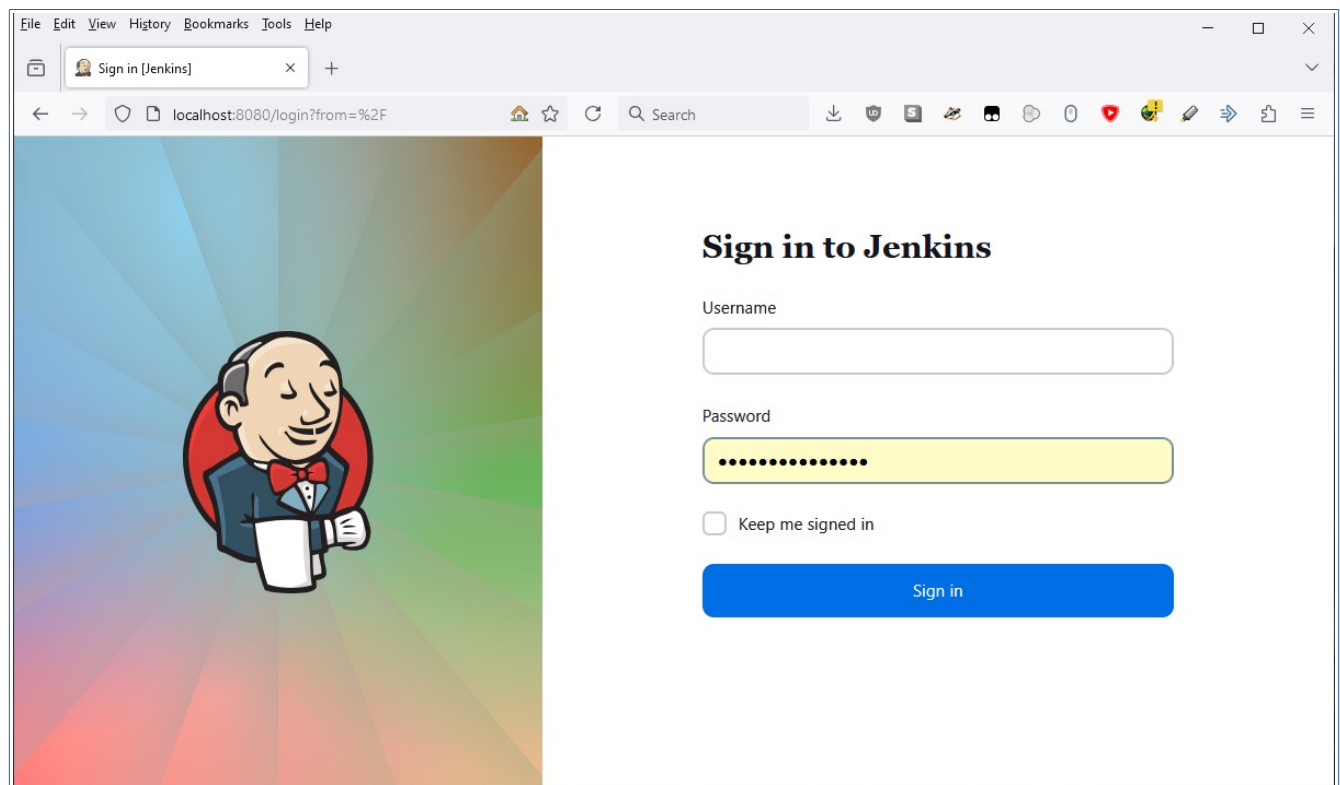 File Edit View History Bookmarks Tools Help
Sign in [Jenkins]
localhost:8080/login?from=%2F
Search
Sign in to Jenkins
Username
Password
Keep me signed in
Sign in